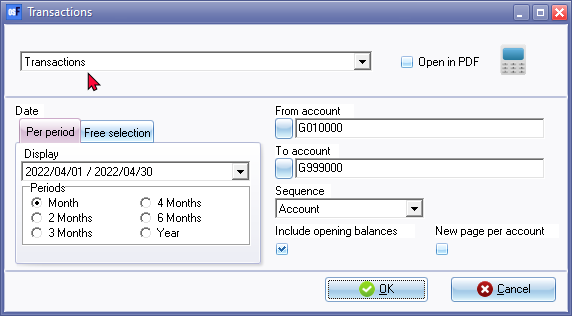 Transactions
Transactions
Open in PDF
Date
Per period
Free selection
Display
2022/04/01 / 2022/04/30
Periods
Month
4 Months
2 Months
6 Months
3 Months
Year
From account
G010000
To account
G999000
Sequence
Account
Include opening balances
New page per account
OK
Cancel